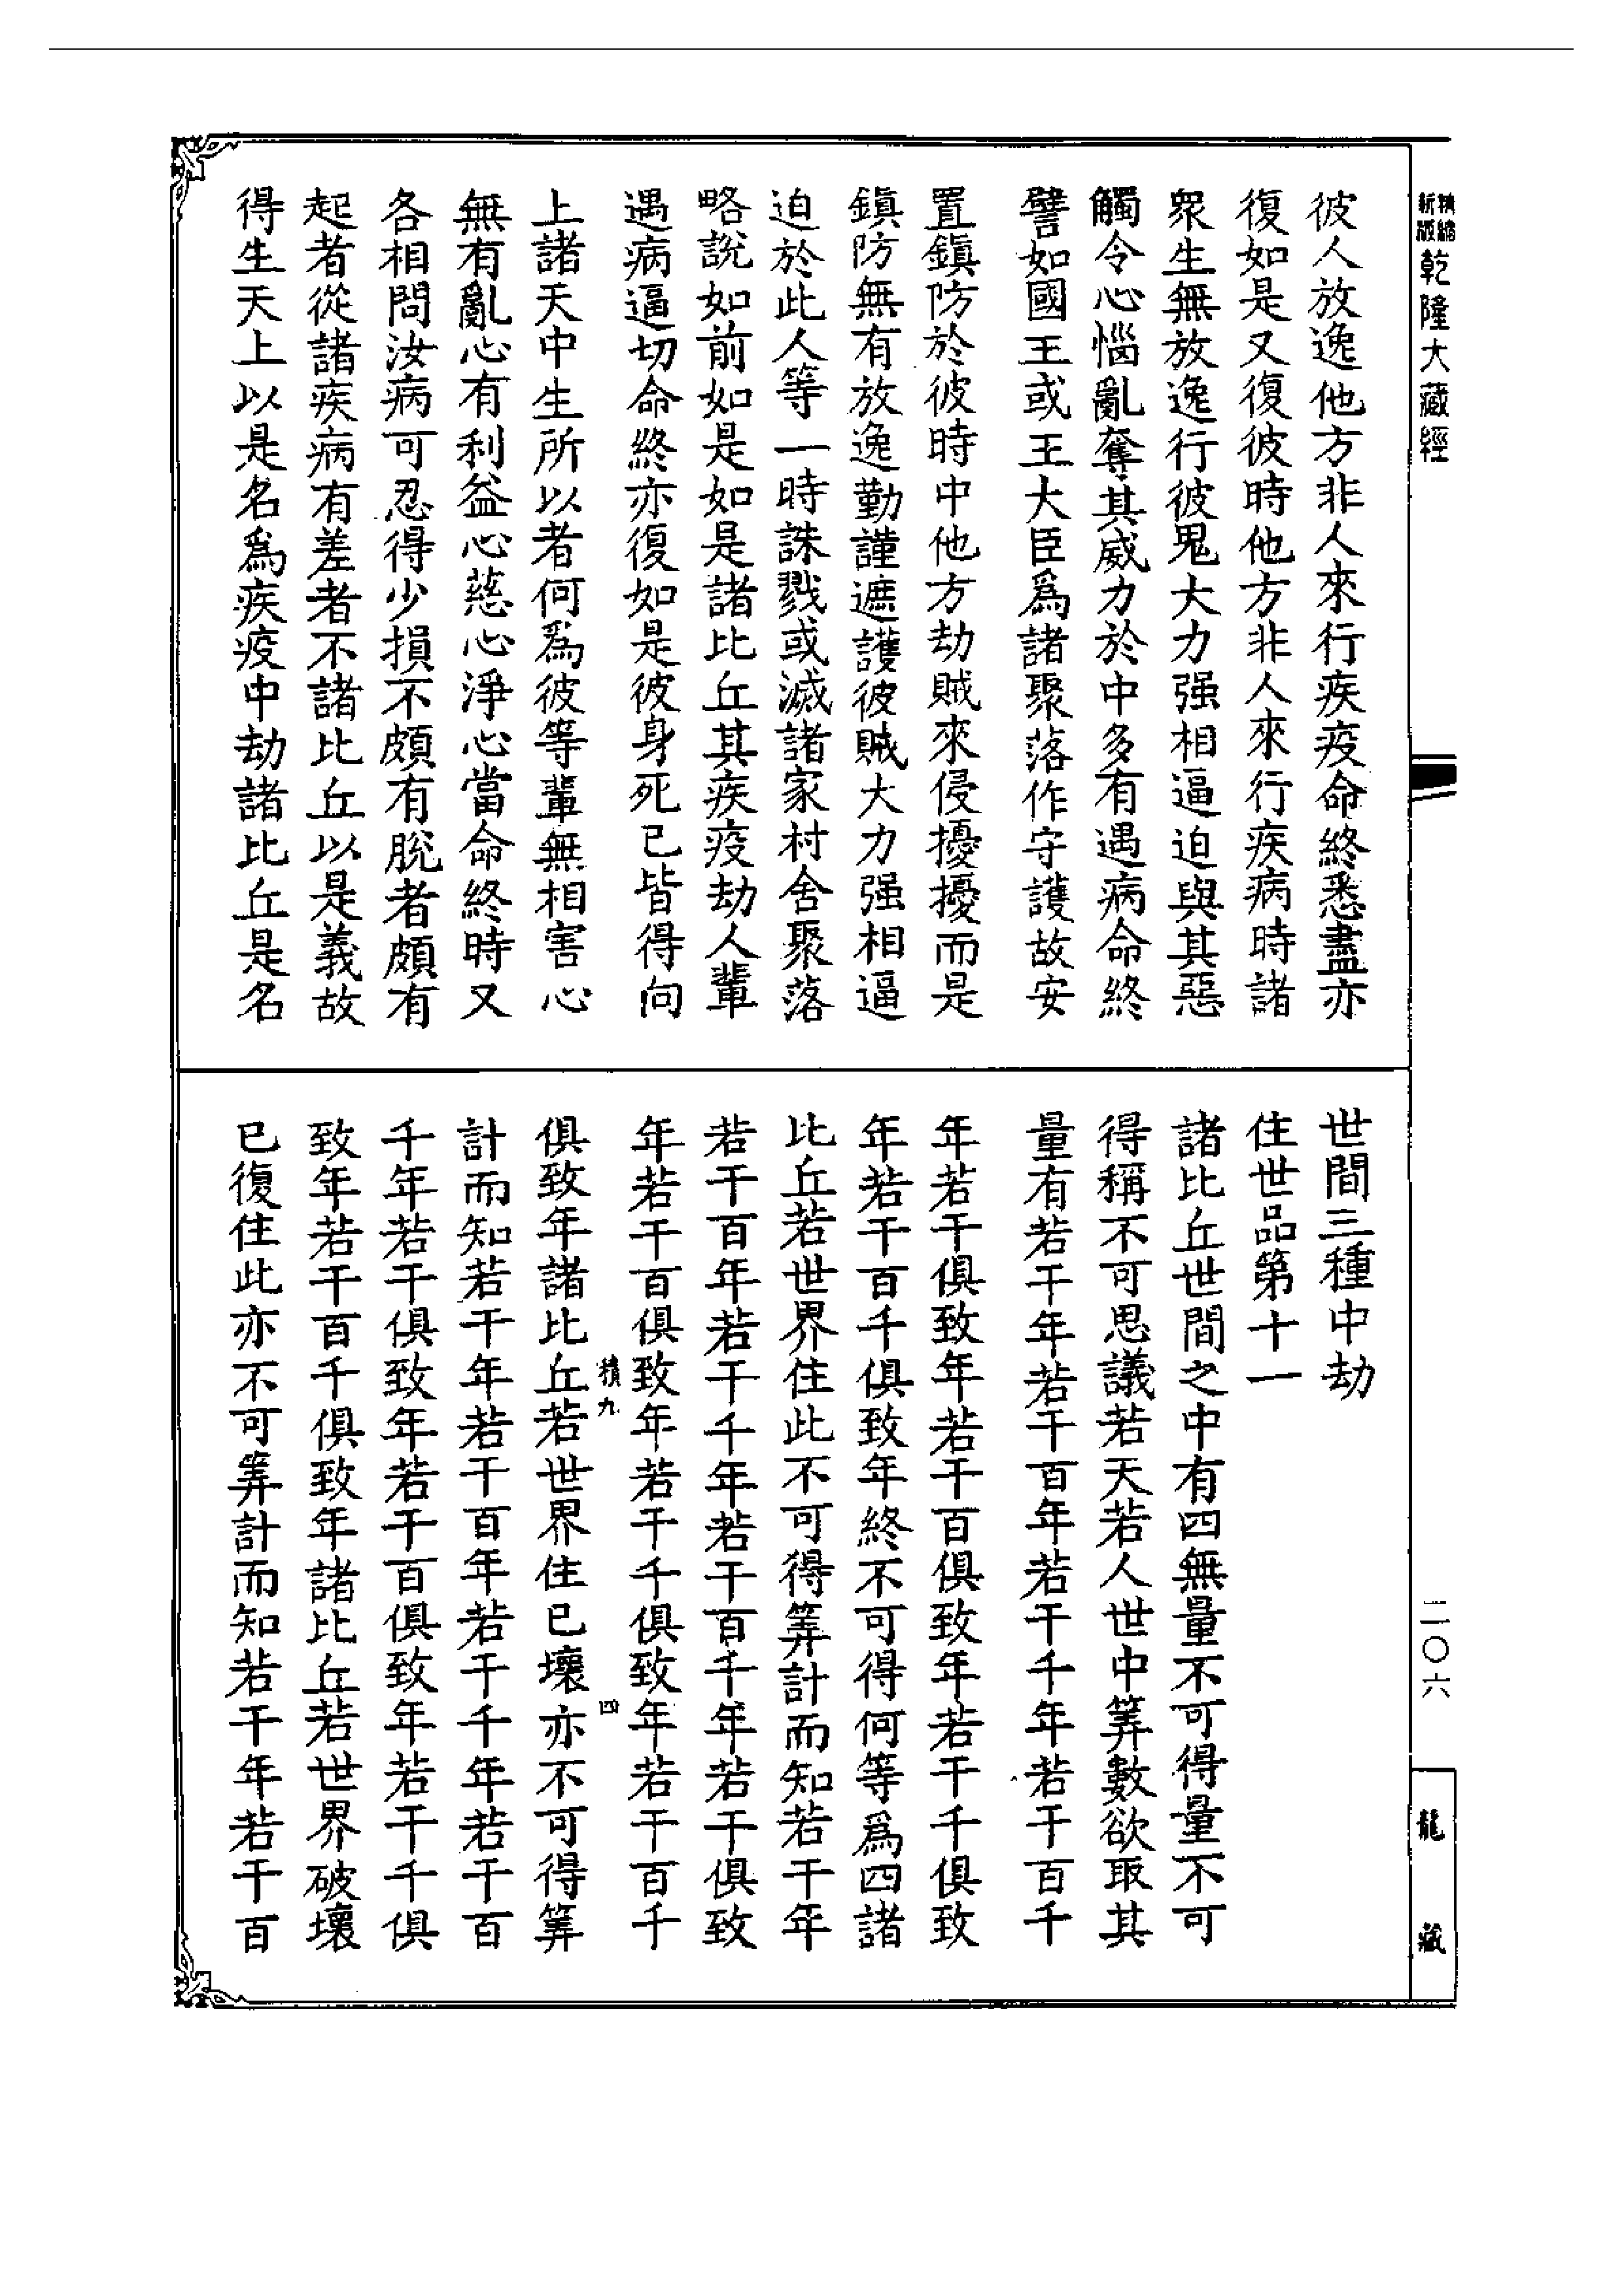 精縮
新版
乾隆大藏經
彼人放逸他方非人來行疾疫命終悉盡亦
復如是又復彼時他方非人來行疾病時諸
眾生無放逸行彼鬼大力强相逼迫與其惡
觸令心惱亂奪其威力於中多有遇病命終
譬如國王或王大臣爲諸聚落作守護故安
置鎭防於彼時中他方劫賊來侵擾擾而是
鎭防無有放逸勤謹遮護彼賊大力强相逼
迫於此人等一時誅戮或滅諸家村舍聚落
略說如前如是如是諸比丘其疾疫劫人輩
遇病逼切命終亦復如是彼身死已皆得向
上諸天中生所以者何爲彼等輩無相害心
無有亂心有利益心慈心淨心當命終時又
各相問汝病可忍得少損不頗有脫者頗有
起者從諸疾病有差者不諸比丘以是義故
得生天上以是名爲疾疫中劫諸比丘是名
世間三種中劫
住世品第十一
諸比丘世間之中有四無量不可得量不可
得稱不可思議若天若人世中筭數欲取其
量有若干年若干百年若干千年若干百千
年若干俱致年若干百俱致年若干千俱致
年若干百千俱致年終不可得何等爲四諸
比丘若世界住此不可得筭計而知若干年
若干百年若干千年若干百千年若干俱致
年若干百俱致年若干千俱致年若干百千
積九
四
俱致年諸比丘若世界住已壞亦不可得筭
計而知若干年若干百年若干千年若干百
千年若干俱致年若干百俱致年若干千俱
致年若干百千俱致年諸比丘若世界破壞
已復住此亦不可筭計而知若干年若干百
二〇六
龍藏